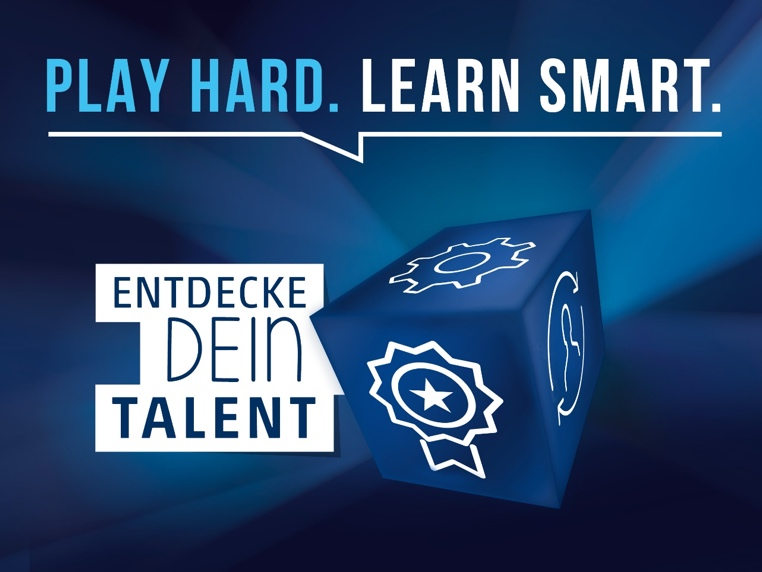 PLAY HARD. LEARN SMART.
ENTDECKE
DEIN
TALENT